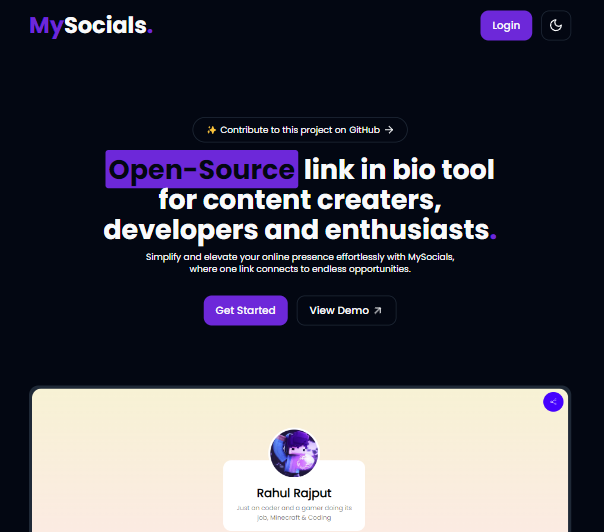 MySocials.
Login
✨ Contribute to this project on GitHub →
Open-Source link in bio tool
for content creaters,
developers and enthusiasts.
Simplify and elevate your online presence effortlessly with MySocials,
where one link connects to endless opportunities.
Get Started
View Demo ↗
Rahul Rajput
Just an coder and a gamer doing its
job, Minecraft & Coding